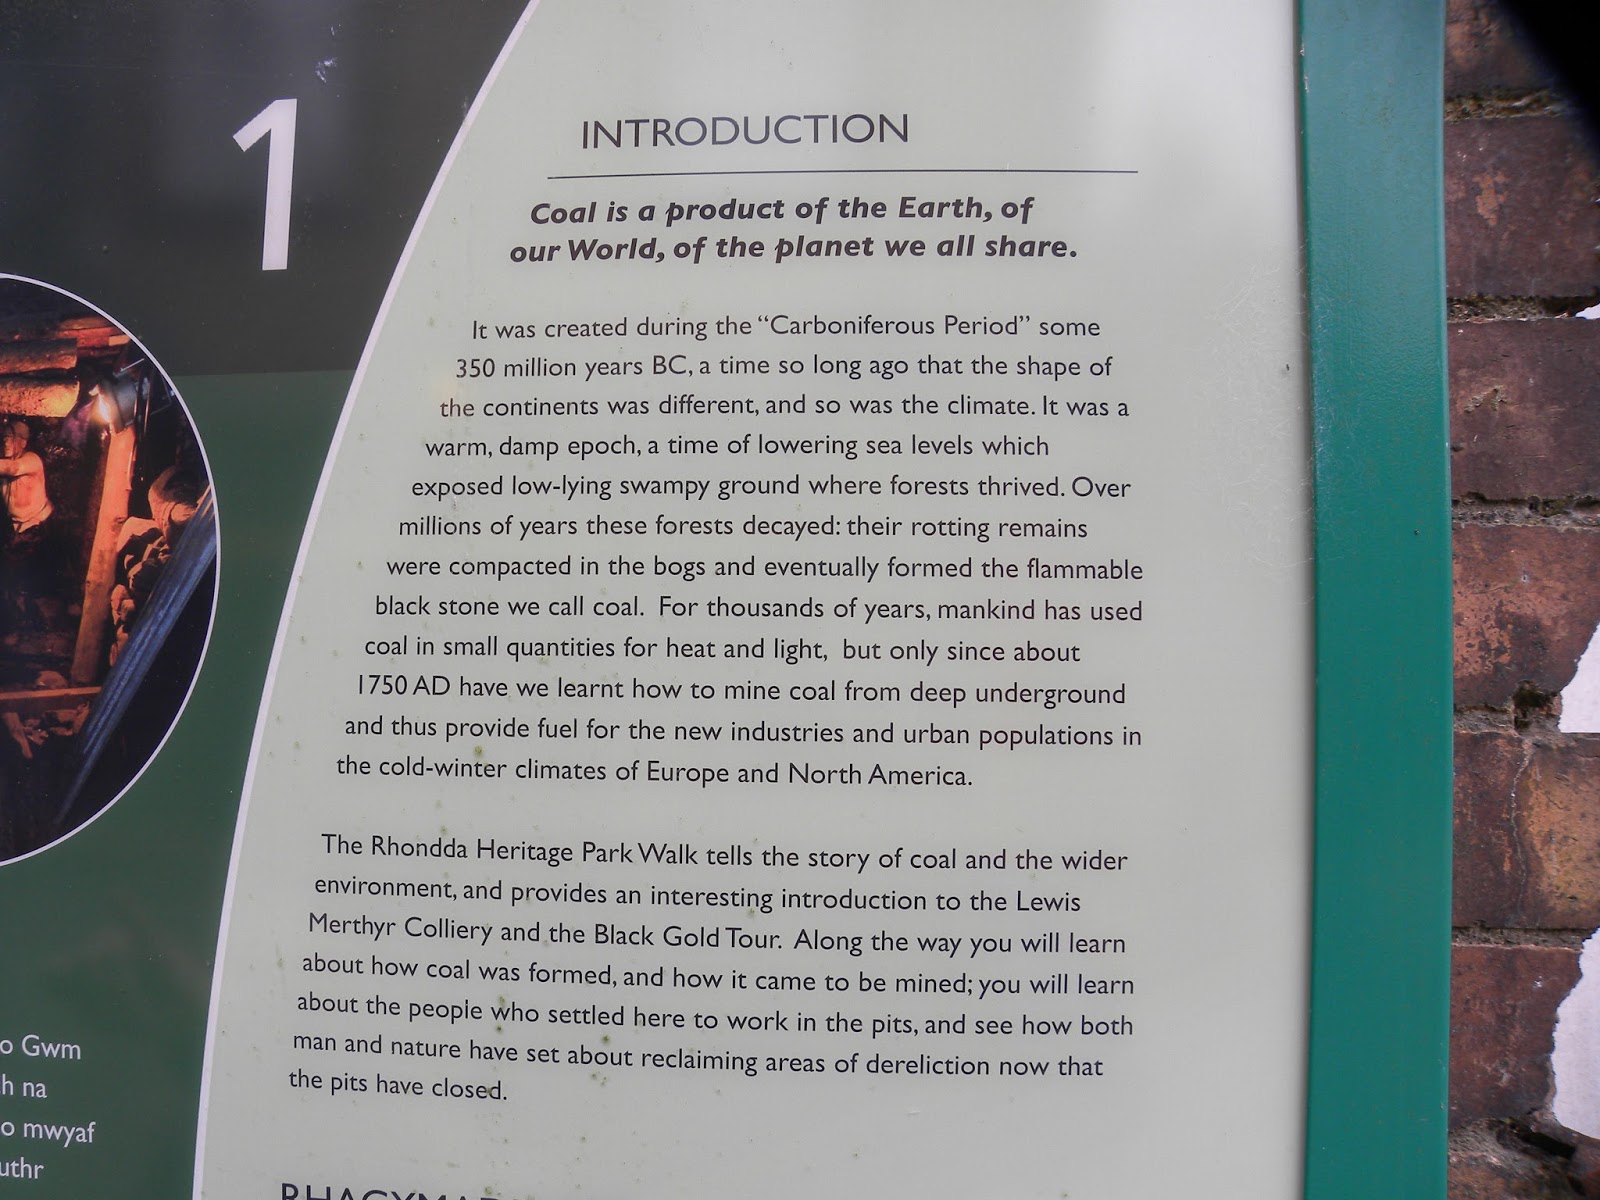 1
INTRODUCTION
Coal is a product of the Earth, of
our World, of the planet we all share.
It was created during the “Carboniferous Period” some
350 million years BC, a time so long ago that the shape of
the continents was different, and so was the climate. It was a
warm, damp epoch, a time of lowering sea levels which
exposed low-lying swampy ground where forests thrived. Over
millions of years these forests decayed: their rotting remains
were compacted in the bogs and eventually formed the flammable
black stone we call coal. For thousands of years, mankind has used
coal in small quantities for heat and light, but only since about
1750 AD have we learnt how to mine coal from deep underground
and thus provide fuel for the new industries and urban populations in
the cold-winter climates of Europe and North America.
The Rhondda Heritage Park Walk tells the story of coal and the wider
environment, and provides an interesting introduction to the Lewis
Merthyr Colliery and the Black Gold Tour. Along the way you will learn
about how coal was formed, and how it came to be mined; you will learn
about the people who settled here to work in the pits, and see how both
man and nature have set about reclaiming areas of dereliction now that
the pits have closed.
o Gwm
h na
o mwyaf
uthr